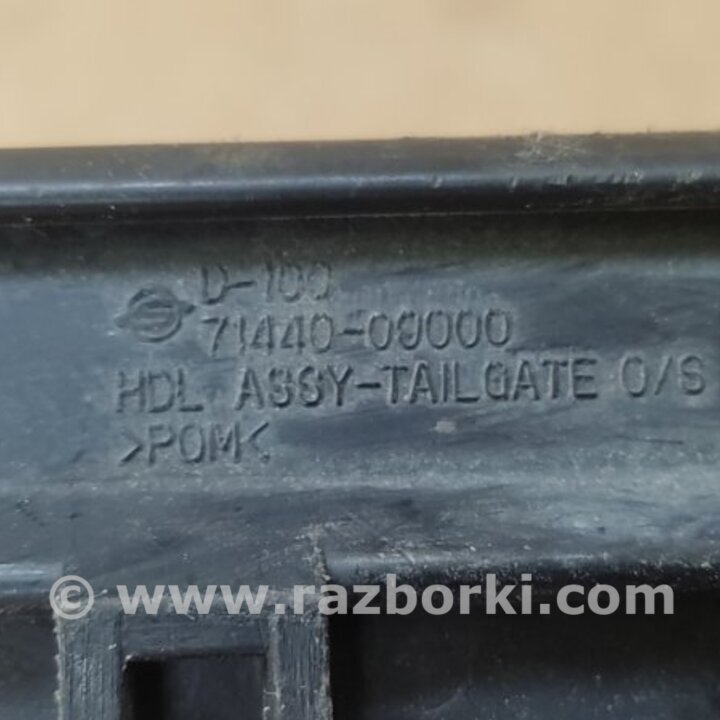 D-100
71440-09000
HDL ASSY-TAILGATE O/S
>POM<
© www.razborki.com